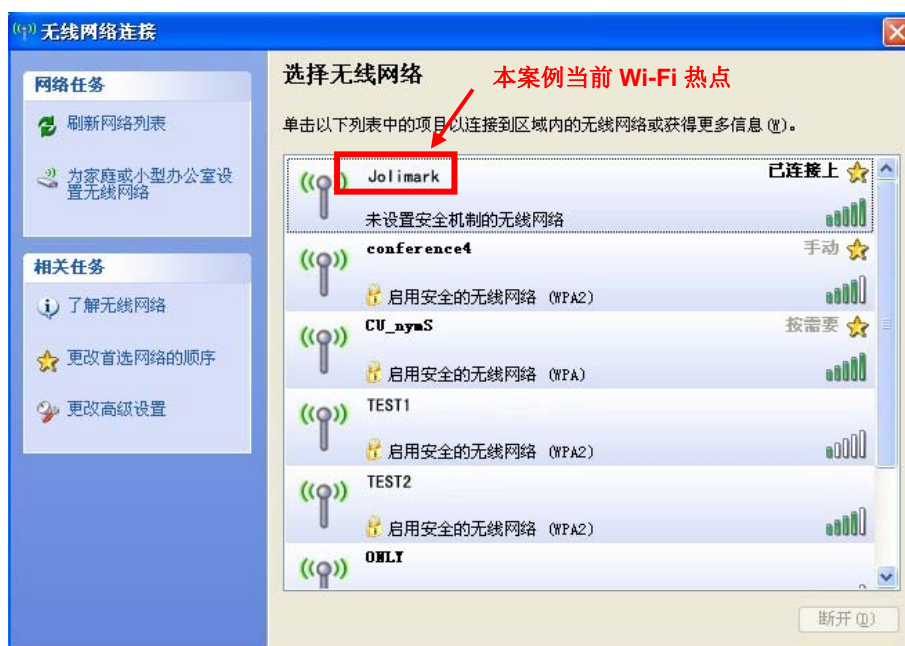 无线网络连接
网络任务
刷新网络列表
为家庭或小型办公室设
置无线网络
相关任务
了解无线网络
更改首选网络的顺序
更改高级设置
选择无线网络
本案例当前 Wi-Fi 热点
单击以下列表中的项目以连接到区域内的无线网络或获得更多信息(W)。
Jolimark
已连接上
未设置安全机制的无线网络
conference4
手动
启用安全的无线网络 (WPA2)
CU_nymS
按需要
启用安全的无线网络 (WPA)
TEST1
启用安全的无线网络 (WPA2)
TEST2
启用安全的无线网络 (WPA2)
ONLY
断开(D)